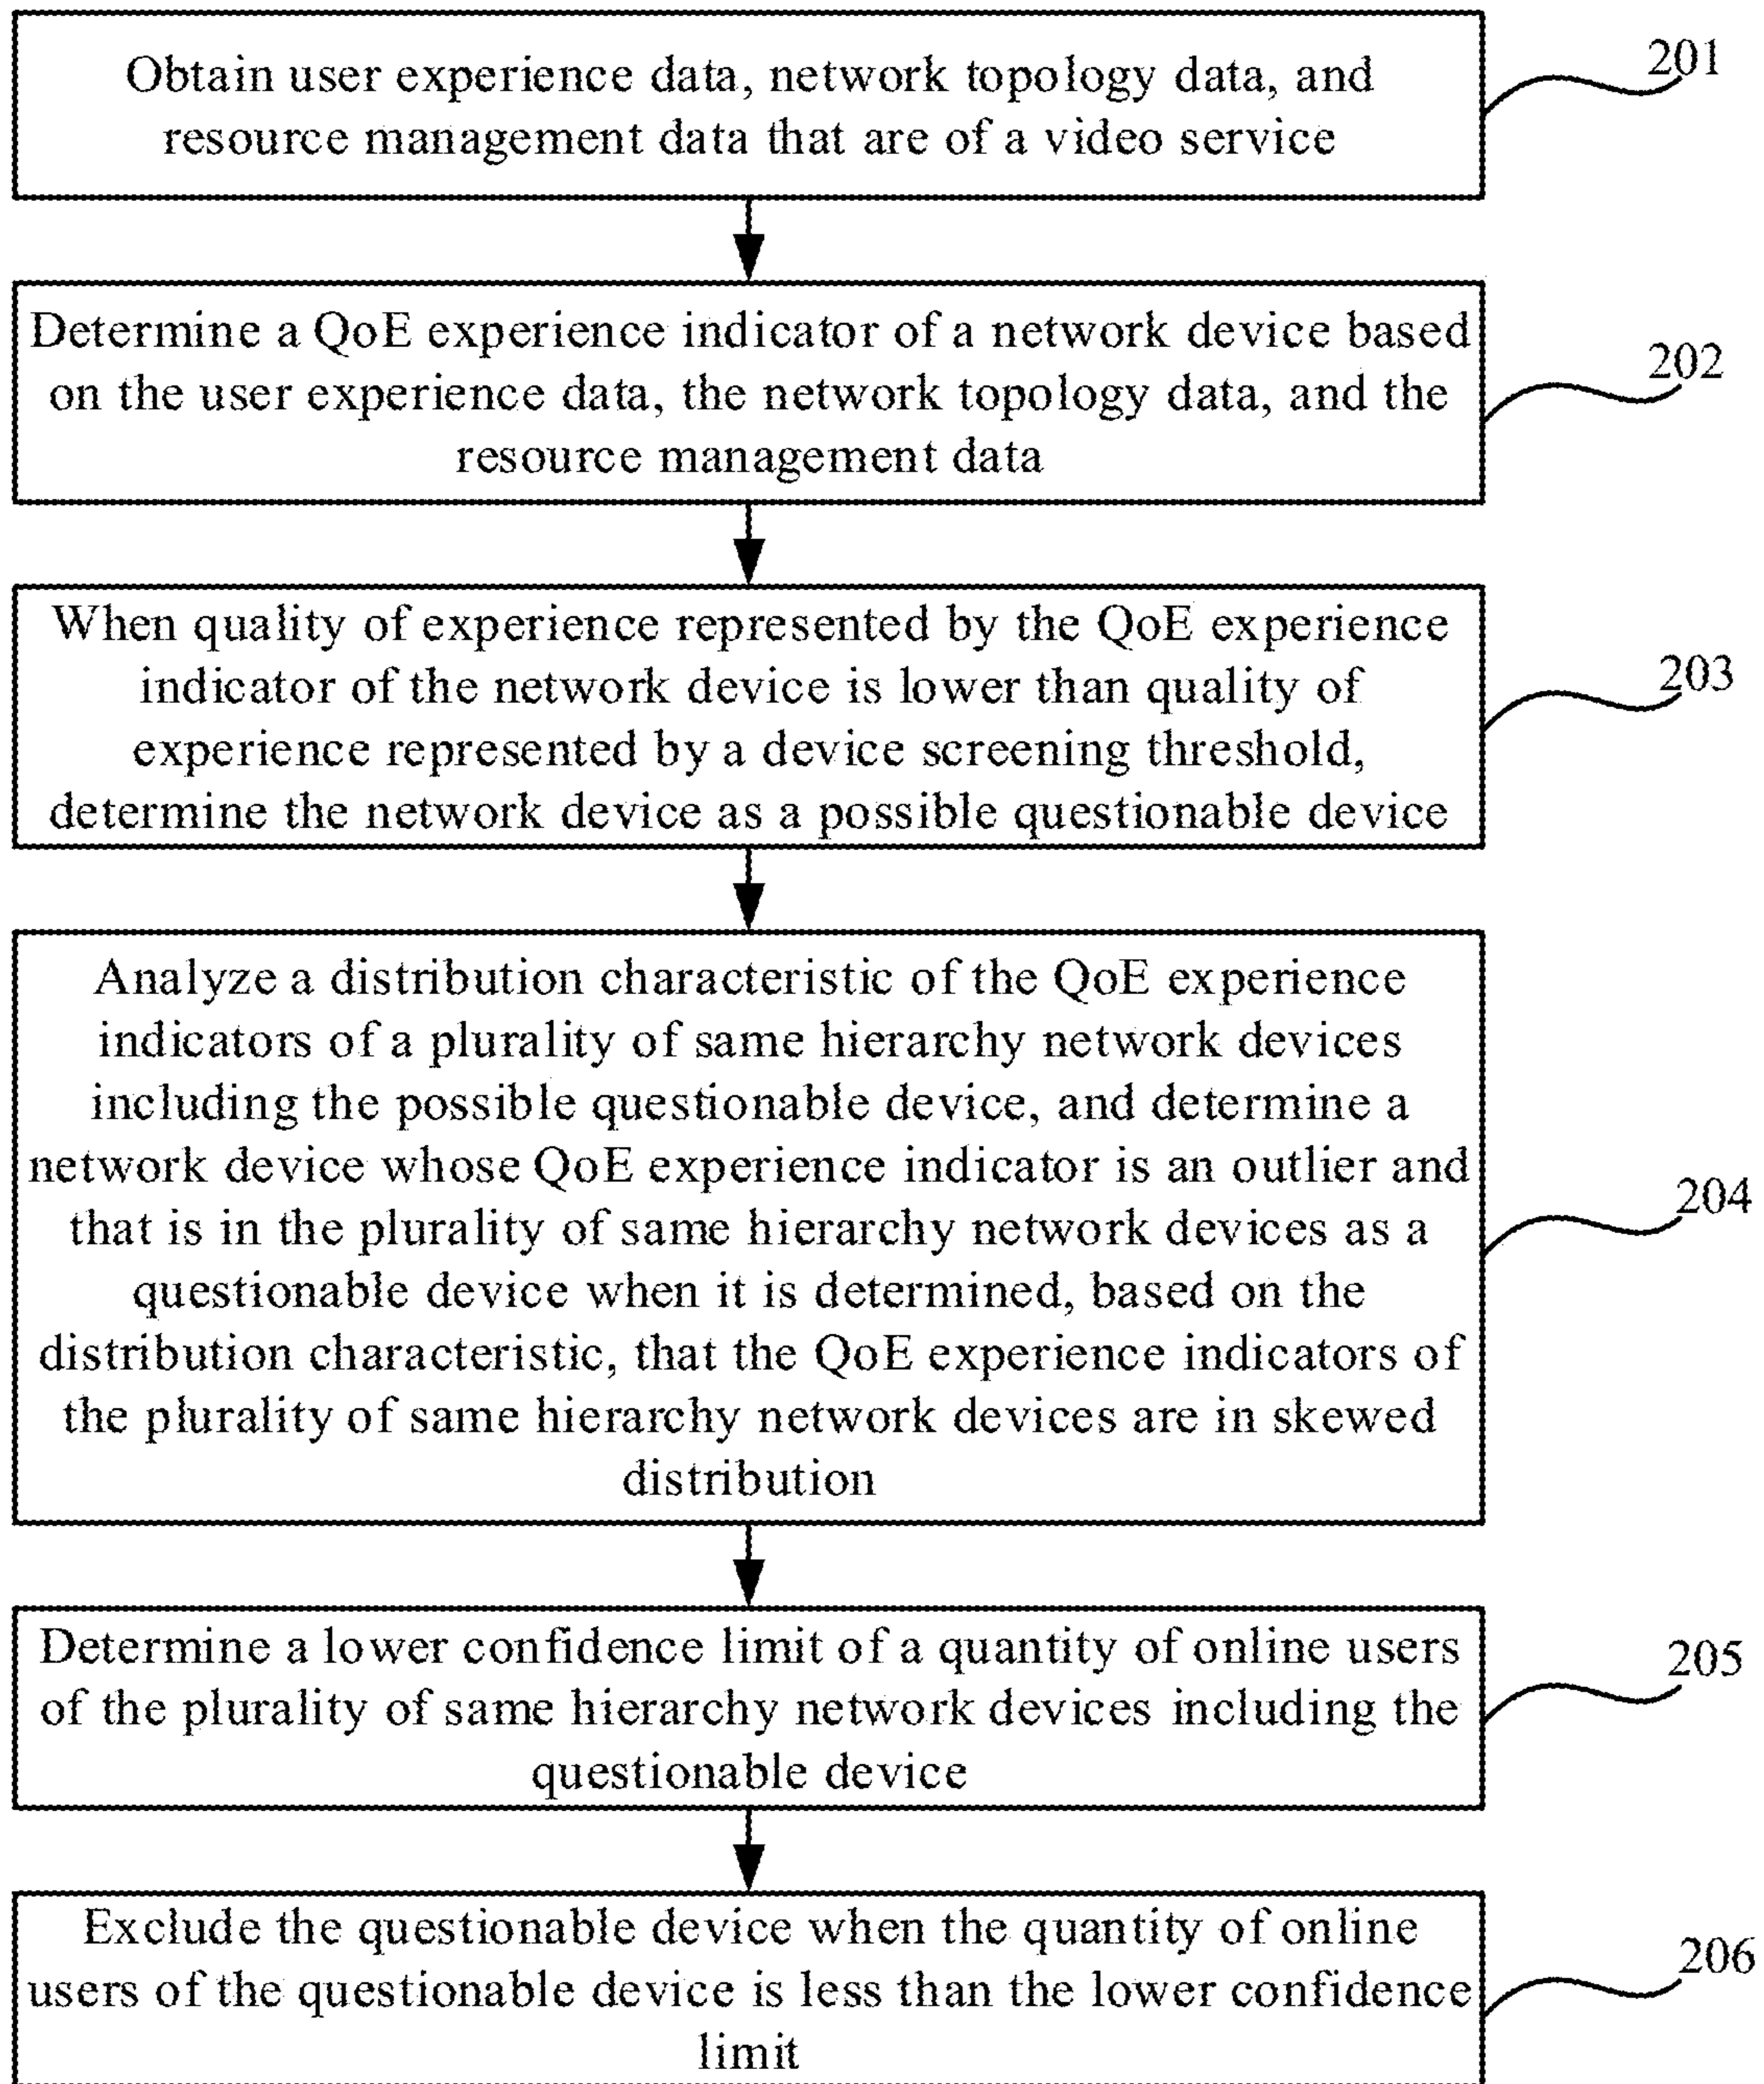 Obtain user experience data, network topology data, and
resource management data that are of a video service
201
Determine a QoE experience indicator of a network device based
on the user experience data, the network topology data, and the
resource management data
202
When quality of experience represented by the QoE experience
indicator of the network device is lower than quality of
experience represented by a device screening threshold,
determine the network device as a possible questionable device
203
Analyze a distribution characteristic of the QoE experience
indicators of a plurality of same hierarchy network devices
including the possible questionable device, and determine a
network device whose QoE experience indicator is an outlier and
that is in the plurality of same hierarchy network devices as a
questionable device when it is determined, based on the
distribution characteristic, that the QoE experience indicators of
the plurality of same hierarchy network devices are in skewed
distribution
204
Determine a lower confidence limit of a quantity of online users
of the plurality of same hierarchy network devices including the
questionable device
205
Exclude the questionable device when the quantity of online
users of the questionable device is less than the lower confidence
limit
206